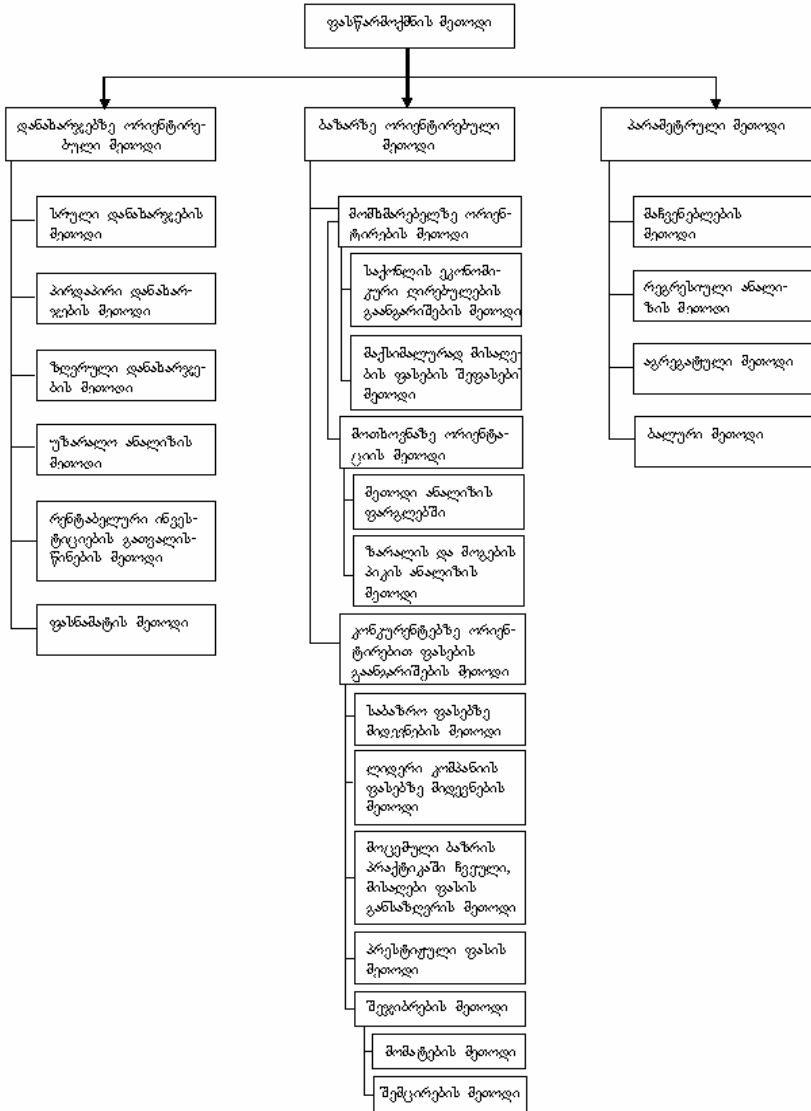 ფასწარმოქმნის მეთოდი
დანახარჯებზე ორიენტირე-
ბული მეთოდი
სრული დანახარჯების
მეთოდი
პირდაპირი დანახარ-
ჯების მეთოდი
ზღვრული დანახარჯე-
ბის მეთოდი
უზარალო ანალიზის
მეთოდი
რენტაბელური ინვეს-
ტიციების გათვალის-
წინების მეთოდი
ფასნამატის მეთოდი
ბაზარზე ორიენტირებული
მეთოდი
მომხმარებელზე ორიენ-
ტირების მეთოდი
საქონლის ეკონომი-
კური ღირებულების
გაანგარიშების მეთოდი
მაქსიმალურად მისაღე-
ბის ფასების შეფასების
მეთოდი
მოთხოვნაზე ორიენტა-
ციის მეთოდი
მეთოდი ანალიზის
ფარგლებში
ზარალის და მოგების
პიკის ანალიზის
მეთოდი
კონკურენტებზე ორიენ-
ტირებით ფასების
გაანგარიშების მეთოდი
საბაზრო ფასებზე
მიდევნების მეთოდი
ლიდერი კომპანიის
ფასებზე მიდევნების
მეთოდი
მოცემული ბაზრის
პრაქტიკაში ჩვეული,
მისაღები ფასის
განსაზღვრის მეთოდი
პრესტიჟული ფასის
მეთოდი
შეჯიბრების მეთოდი
მომატების მეთოდი
შემცირების მეთოდი
პარამეტრული მეთოდი
მაჩვენებლების
მეთოდი
რეგრესიული ანალი-
ზის მეთოდი
აგრეგატული მეთოდი
ბალური მეთოდი